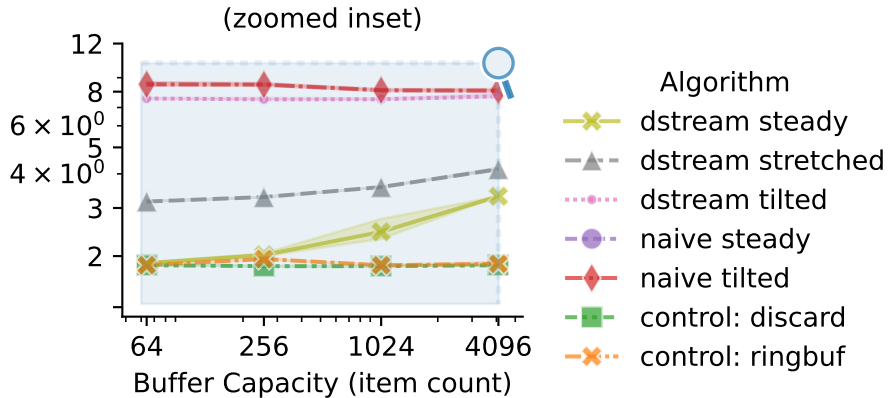 (zoomed inset)
12
8
6 × 10⁰
5
4 × 10⁰
3
2
64 256 1024 4096
Buffer Capacity (item count)
Algorithm
dstream steady
dstream stretched
dstream tilted
naive steady
naive tilted
control: discard
control: ringbuf